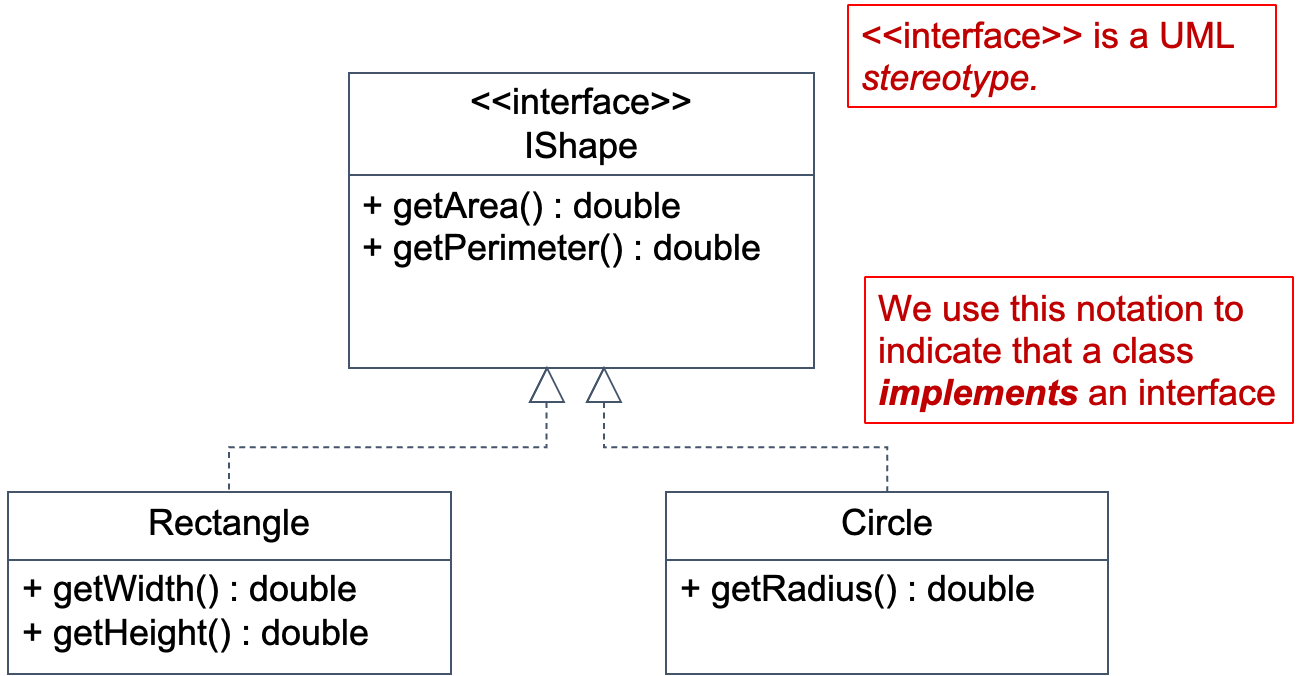 <<interface>> is a UML
stereotype.
<<interface>>
IShape
+ getArea() : double
+ getPerimeter() : double
We use this notation to
indicate that a class
implements an interface
Rectangle
+ getWidth() : double
+ getHeight() : double
Circle
+ getRadius() : double